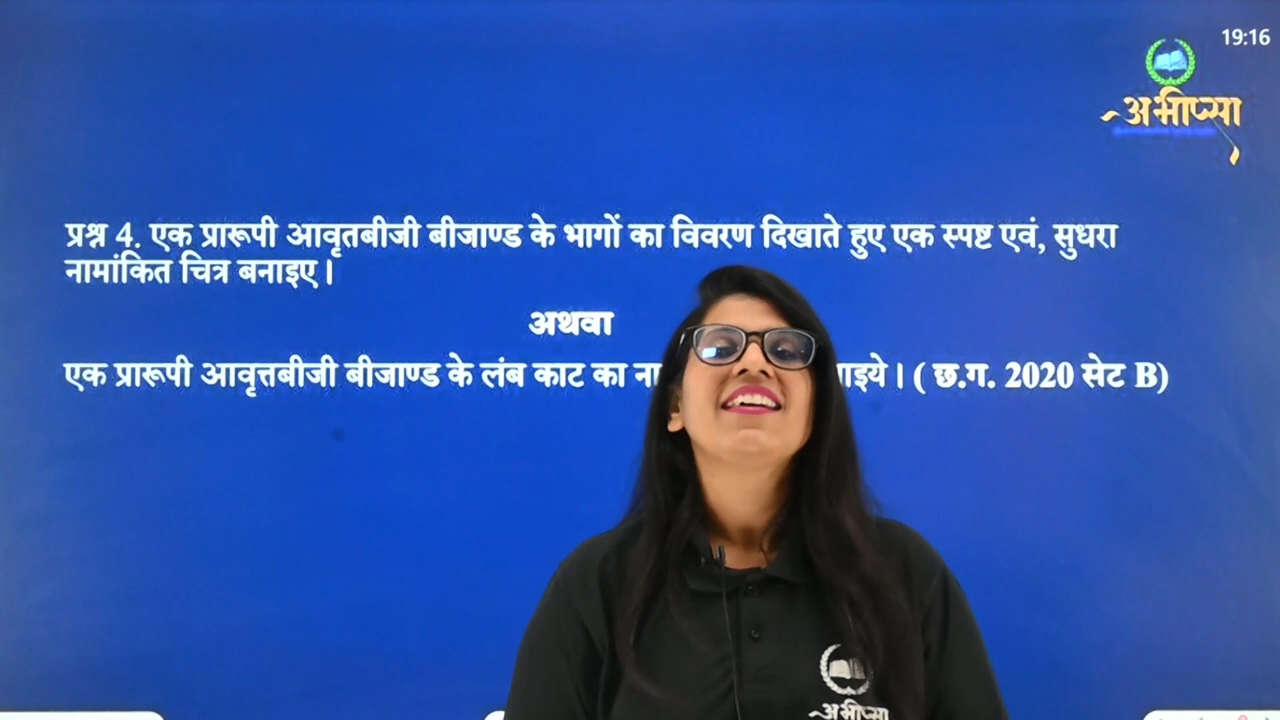 19:16
अभीप्सा
प्रश्न 4. एक प्रारूपी आवृतबीजी बीजाण्ड के भागों का विवरण दिखाते हुए एक स्पष्ट एवं, सुधरा
नामांकित चित्र बनाइए।
अथवा
एक प्रारूपी आवृत्तबीजी बीजाण्ड के लंब काट का ना ाइये। ( छ.ग. 2020 सेट B)
अभीप्सा